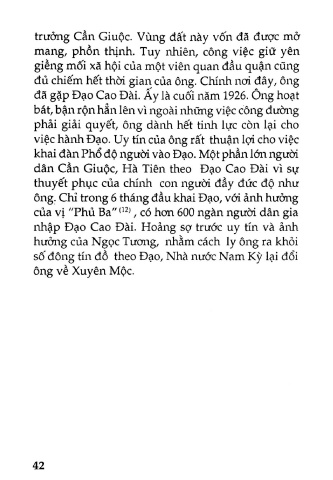 trưởng Cần Giuộc. Vùng đất này vốn đã được mở
mang, phồn thịnh. Tuy nhiên, công việc giữ yên
giềng mối xã hội của một viên quan đầu quận cũng
đủ chiếm hết thời gian của ông. Chính nơi đây, ông
đã gặp Đạo Cao Đài. Ấy là cuối năm 1926. Ông hoạt
bát, bận rộn hẳn lên vì ngoài những việc công đường
phải giải quyết, ông dành hết tinh lực còn lại cho
việc hành Đạo. Uy tín của ông rất thuận lợi cho việc
khai đàn Phổ độ người vào Đạo. Một phần lớn người
dân Cần Giuộc, Hà Tiên theo Đạo Cao Đài vì sự
thuyết phục của chính con người đầy đức độ như
ông. Chỉ trong 6 tháng đầu khai Đạo, với ảnh hưởng
của vị "Phủ Ba" (12) , có hơn 600 ngàn người dân gia
nhập Đạo Cao Đài. Hoảng sợ trước uy tín và ảnh
hưởng của Ngọc Tương, nhằm cách ly ông ra khỏi
số đông tín đồ theo Đạo, Nhà nước Nam Kỳ lại đổi
ông về Xuyên Mộc.
42